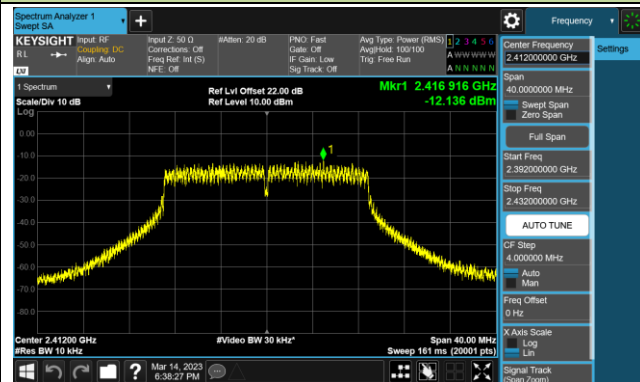 Spectrum Analyzer 1
Swept SA
Frequency
KEYSIGHT
RL
LXI
Input: RF
Coupling: DC
Align: Auto
Input Z: 50 Ω
Corrections: Off
Freq Ref: Int (S)
NFE: Off
#Atten: 20 dB
PNO: Fast
Gate: Off
IF Gain: Low
Sig Track: Off
Avg Type: Power (RMS)
Avg|Hold: 100/100
Trig: Free Run
1 2 3 4 5 6
A W W W W W
A N N N N N
1 Spectrum
Scale/Div 10 dB
Log
Ref Lvl Offset 22.00 dB
Ref Level 10.00 dBm
Mkr1 2.416 916 GHz
-12.136 dBm
1
0.00
-10.0
-20.0
-30.0
-40.0
-50.0
-60.0
-70.0
-80.0
Center 2.41200 GHz
#Res BW 10 kHz
#Video BW 30 kHz*
Span 40.00 MHz
Sweep 161 ms (20001 pts)
Mar 14, 2023
6:38:27 PM
Center Frequency
2.412000000 GHz
Settings
Span
40.0000000 MHz
Swept Span
Zero Span
Full Span
Start Freq
2.392000000 GHz
Stop Freq
2.432000000 GHz
AUTO TUNE
CF Step
4.000000 MHz
Auto
Man
Freq Offset
0 Hz
X Axis Scale
Log
Lin
Signal Track
(Span Zoom)